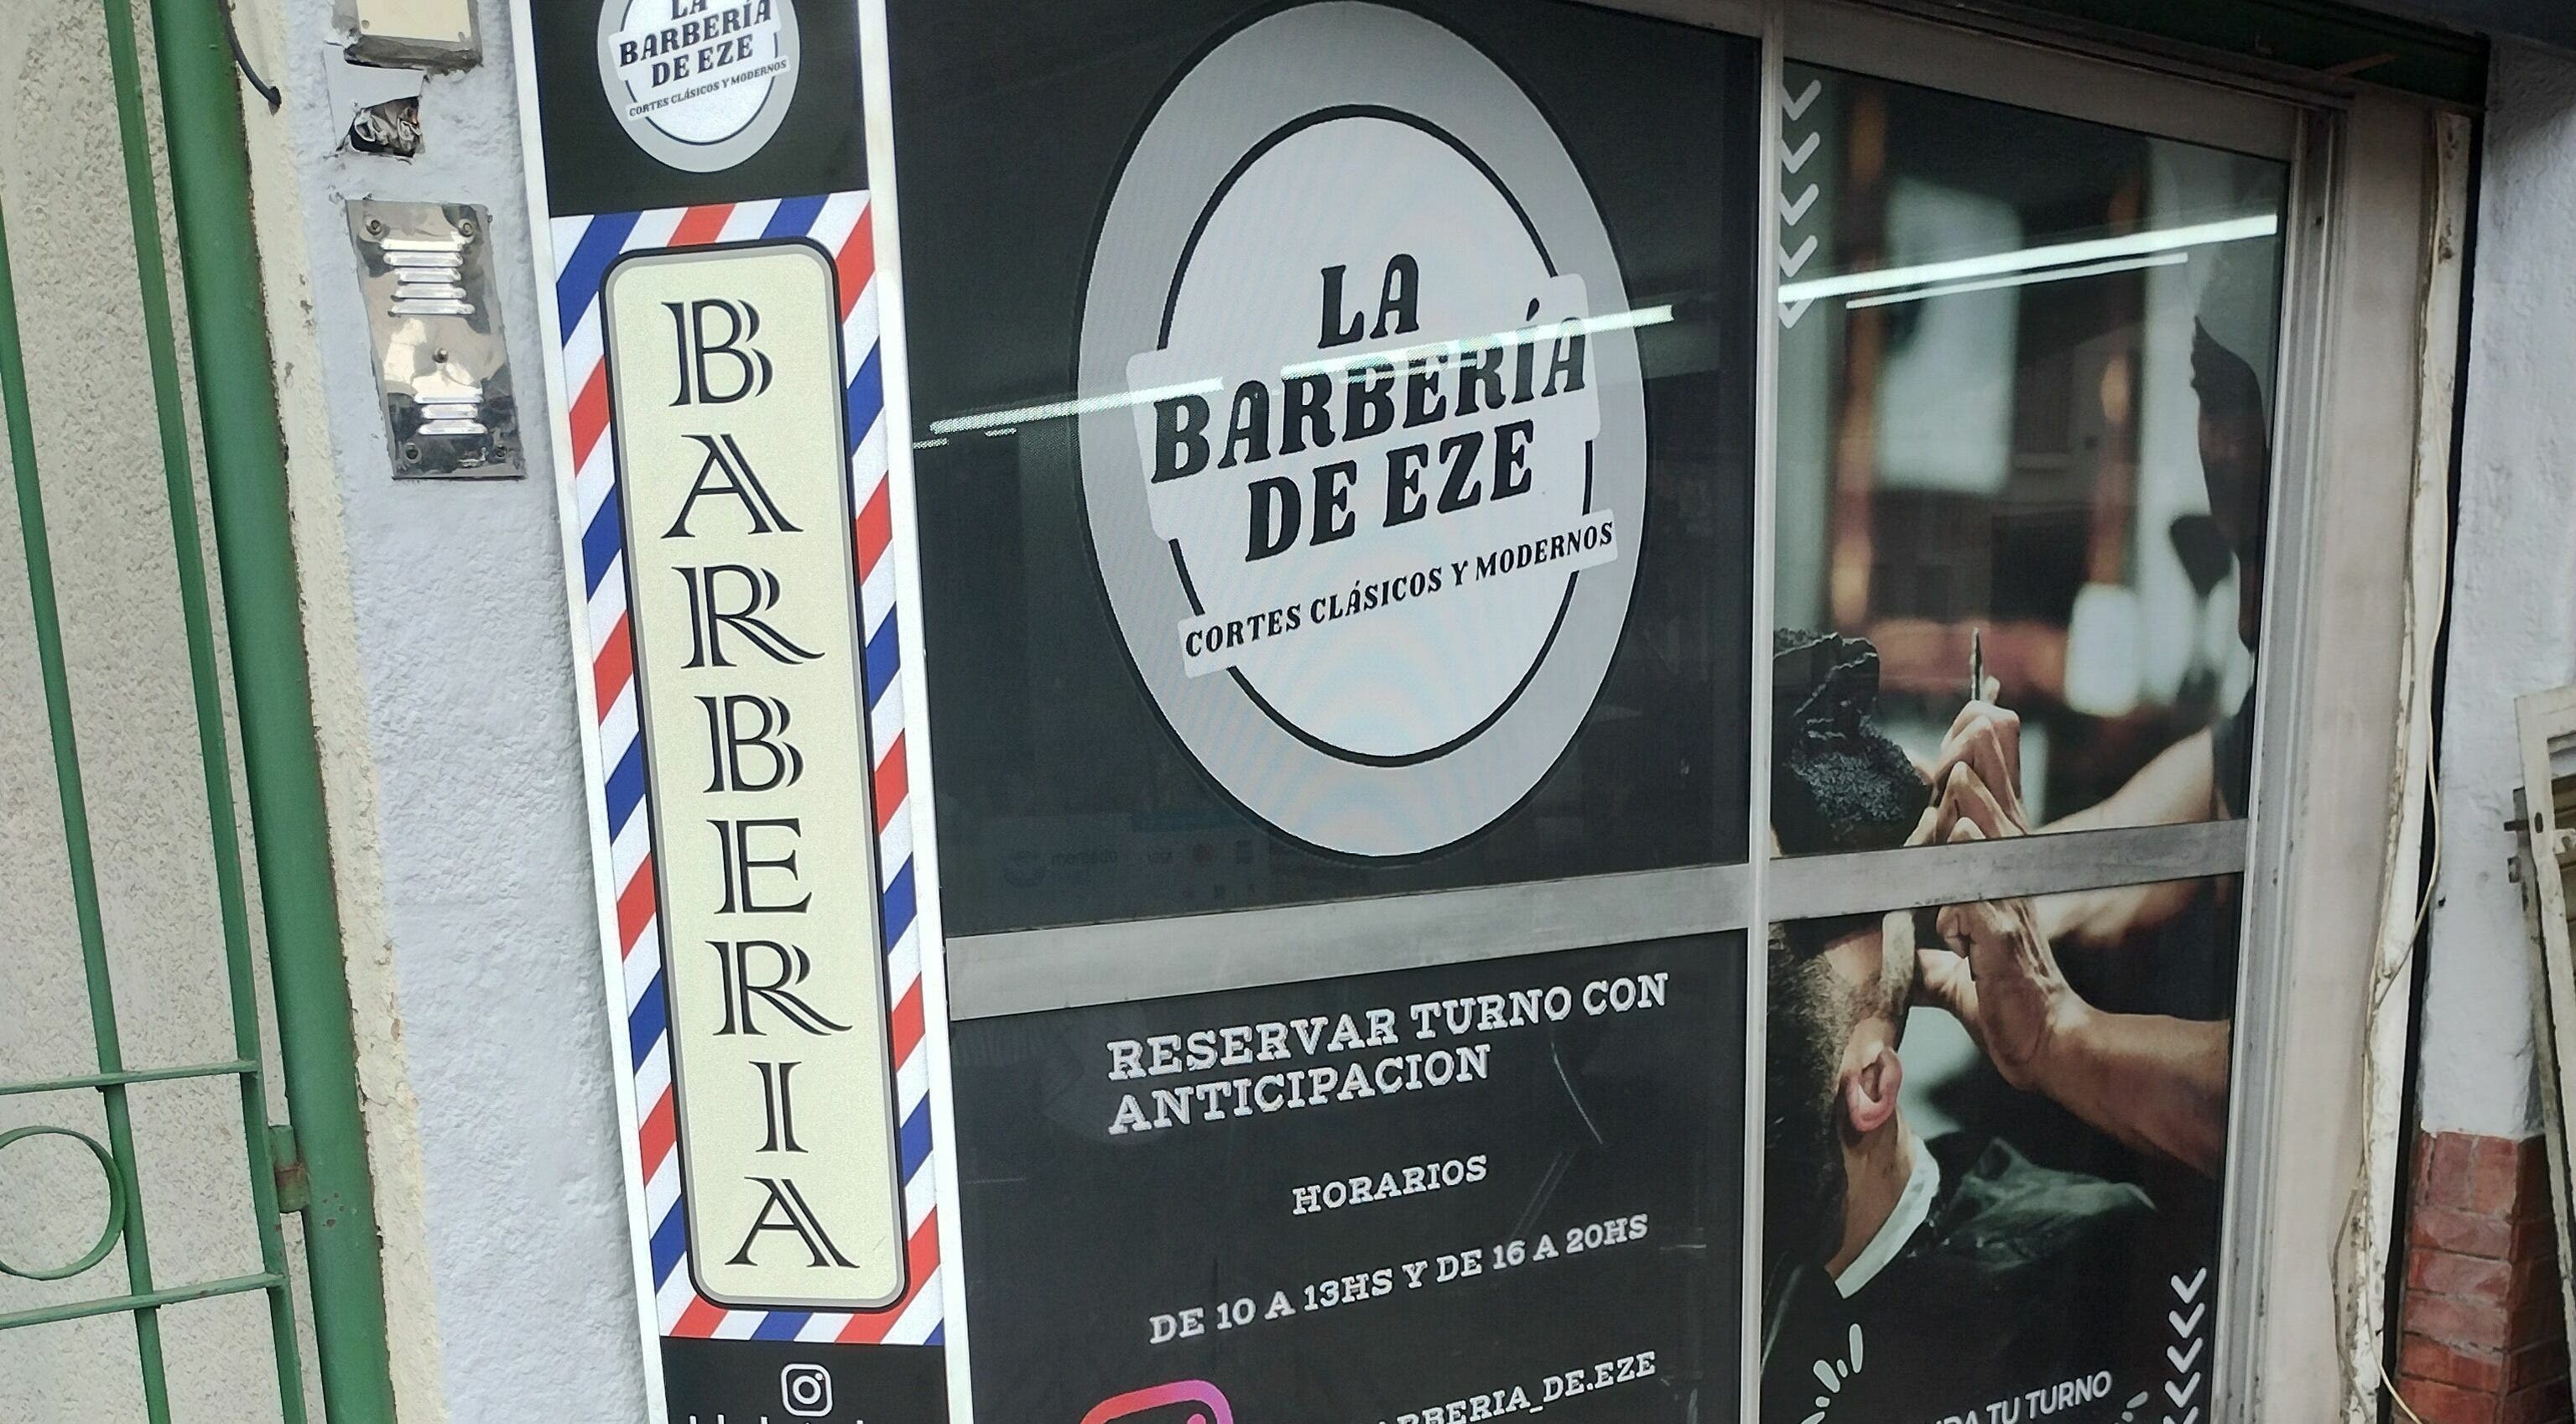 LA
BARBERÍA
DE EZE
CORTES CLÁSICOS Y MODERNOS
BARBERIA
LA
BARBERÍA
DE EZE
CORTES CLÁSICOS Y MODERNOS
RESERVAR TURNO CON
ANTICIPACION
HORARIOS
DE 10 A 13HS Y DE 16 A 20HS
BARBERIA_DE.EZE
TU TURNO